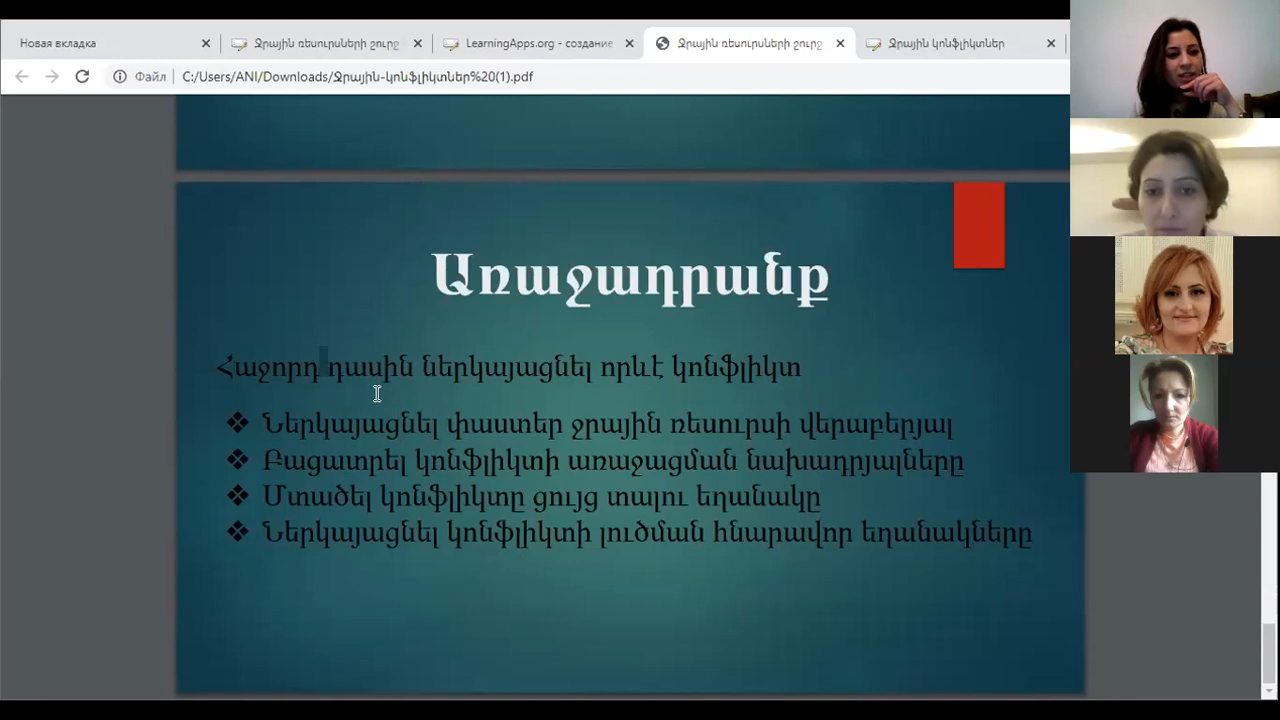 Новая вкладка
Ջրային ռեսուրսների շուրջ
LearningApps.org - создание
Ջրային ռեսուրսների շուրջ
Ջրային կոնֆլիկտներ
Файл
C:/Users/ANI/Downloads/Ջրային-կոնֆլիկտներ%20(1).pdf
Առաջադրանք
Հաջորդ դասին ներկայացնել որևէ կոնֆլիկտ
❖ Ներկայացնել փաստեր ջրային ռեսուրսի վերաբերյալ
❖ Բացատրել կոնֆլիկտի առաջացման նախադրյալները
❖ Մտածել կոնֆլիկտը ցույց տալու եղանակը
❖ Ներկայացնել կոնֆլիկտի լուծման հնարավոր եղանակները